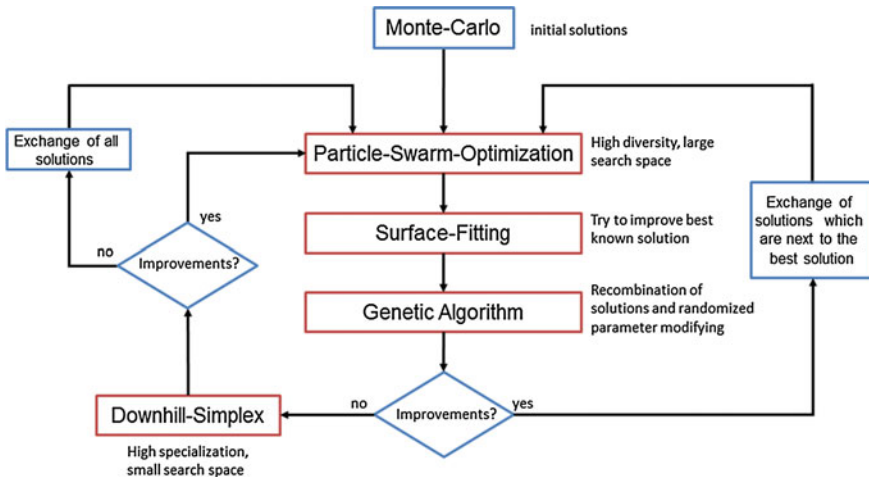 Monte-Carlo
initial solutions
Exchange of all
solutions
Particle-Swarm-Optimization
High diversity, large
search space
yes
Surface-Fitting
Try to improve best
known solution
Exchange of
solutions which
are next to the
best solution
no
Improvements?
Genetic Algorithm
Recombination of
solutions and randomized
parameter modifying
Downhill-Simplex
no
Improvements?
yes
High specialization,
small search space